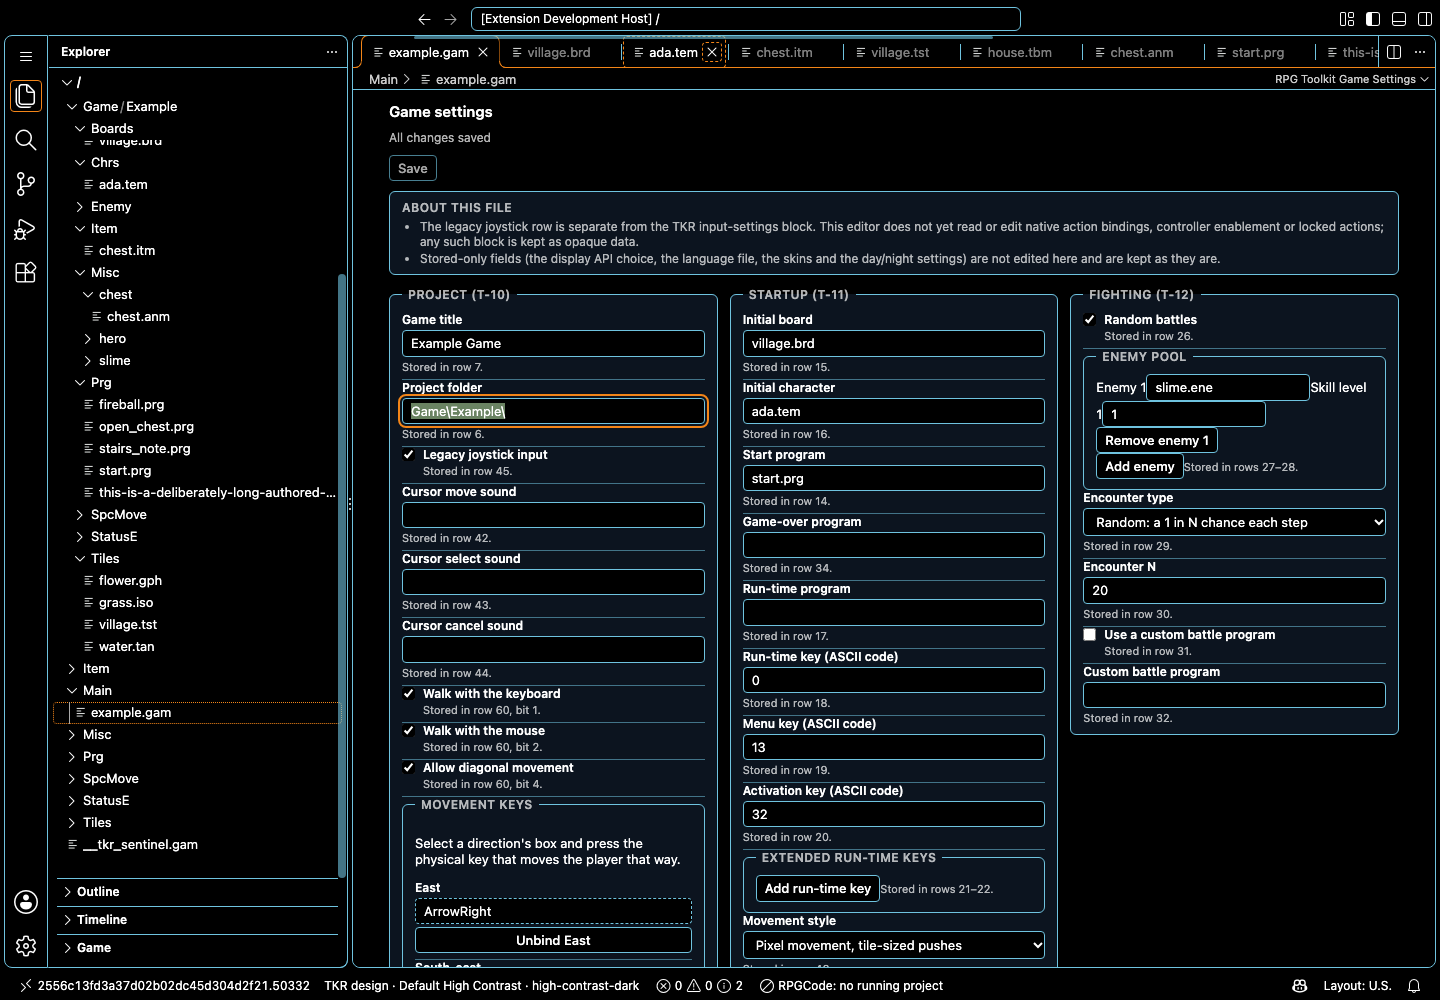 [Extension Development Host] /
Explorer
/
Game / Example
Boards
village.brd
Chrs
ada.tem
Enemy
Item
chest.itm
Misc
chest
chest.anm
hero
slime
Prg
fireball.prg
open_chest.prg
stairs_note.prg
start.prg
this-is-a-deliberately-long-authored-...
SpcMove
StatusE
Tiles
flower.gph
grass.iso
village.tst
water.tan
Item
Main
example.gam
Misc
Prg
SpcMove
StatusE
Tiles
__tkr_sentinel.gam
Outline
Timeline
Game
example.gam
village.brd
ada.tem
chest.itm
village.tst
house.tbm
chest.anm
start.prg
this-is
Main > example.gam
RPG Toolkit Game Settings
Game settings
All changes saved
Save
ABOUT THIS FILE
• The legacy joystick row is separate from the TKR input-settings block. This editor does not yet read or edit native action bindings, controller enablement or locked actions;
any such block is kept as opaque data.
• Stored-only fields (the display API choice, the language file, the skins and the day/night settings) are not edited here and are kept as they are.
PROJECT (T-10)
Game title
Example Game
Stored in row 7.
Project folder
Game\Example\
Stored in row 6.
Legacy joystick input
Stored in row 45.
Cursor move sound
Stored in row 42.
Cursor select sound
Stored in row 43.
Cursor cancel sound
Stored in row 44.
Walk with the keyboard
Stored in row 60, bit 1.
Walk with the mouse
Stored in row 60, bit 2.
Allow diagonal movement
Stored in row 60, bit 4.
MOVEMENT KEYS
Select a direction's box and press the
physical key that moves the player that way.
East
ArrowRight
Unbind East
South-east
STARTUP (T-11)
Initial board
village.brd
Stored in row 15.
Initial character
ada.tem
Stored in row 16.
Start program
start.prg
Stored in row 14.
Game-over program
Stored in row 34.
Run-time program
Stored in row 17.
Run-time key (ASCII code)
0
Stored in row 18.
Menu key (ASCII code)
13
Stored in row 19.
Activation key (ASCII code)
32
Stored in row 20.
EXTENDED RUN-TIME KEYS
Add run-time key Stored in rows 21–22.
Movement style
Pixel movement, tile-sized pushes
FIGHTING (T-12)
Random battles
Stored in row 26.
ENEMY POOL
Enemy 1 slime.ene Skill level
1 1
Remove enemy 1
Add enemy Stored in rows 27–28.
Encounter type
Random: a 1 in N chance each step
Stored in row 29.
Encounter N
20
Stored in row 30.
Use a custom battle program
Stored in row 31.
Custom battle program
Stored in row 32.
2556c13fd3a37d02b02dc45d304d2f21.50332 TKR design · Default High Contrast · high-contrast-dark 0 0 2 RPGCode: no running project Layout: U.S.